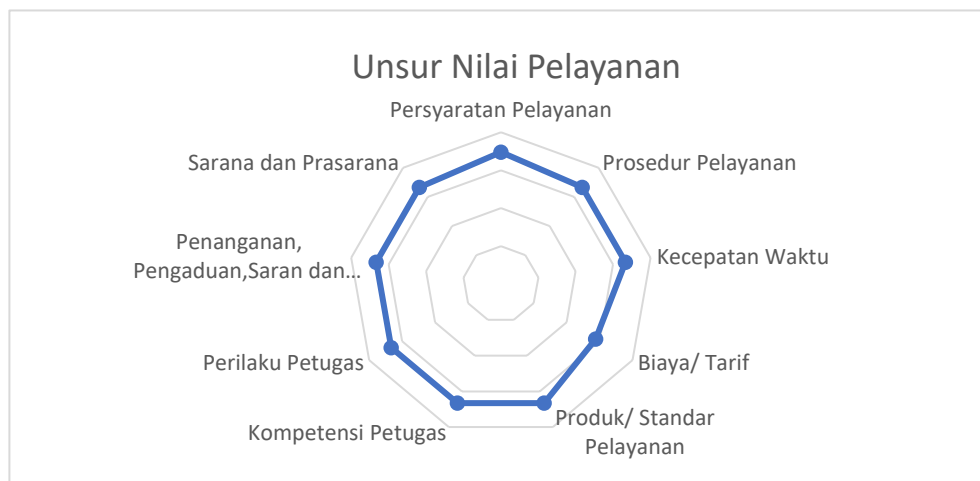 Unsur Nilai Pelayanan
Persyaratan Pelayanan
Prosedur Pelayanan
Kecepatan Waktu
Biaya/ Tarif
Produk/ Standar
Pelayanan
Kompetensi Petugas
Perilaku Petugas
Penanganan,
Pengaduan,Saran dan…
Sarana dan Prasarana